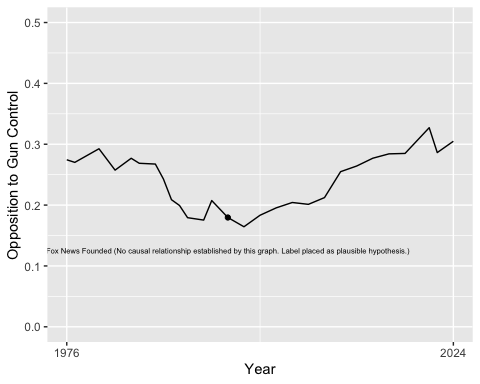 0.5
0.4
0.3
0.2
0.1
0.0
Opposition to Gun Control
Fox News Founded (No causal relationship established by this graph. Label placed as plausible hypothesis.)
1976
2024
Year